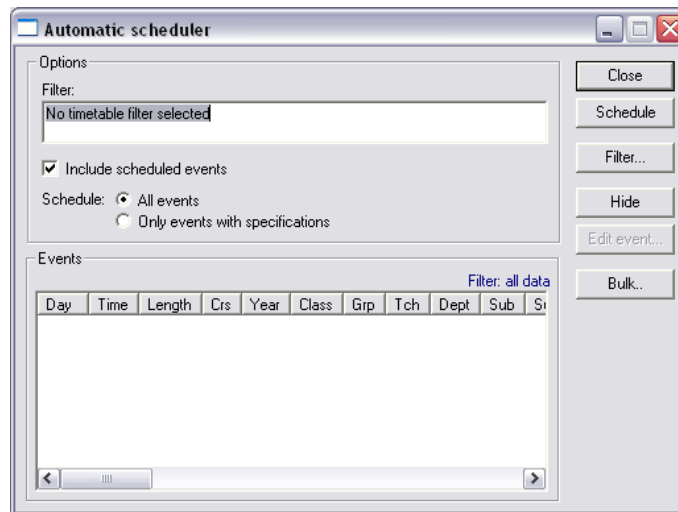 Automatic scheduler
Options
Filter:
No timetable filter selected
Include scheduled events
Schedule: All events
Only events with specifications
Close
Schedule
Filter...
Hide
Edit event...
Bulk..
Events
Filter: all data
Day Time Length Crs Year Class Grp Tch Dept Sub